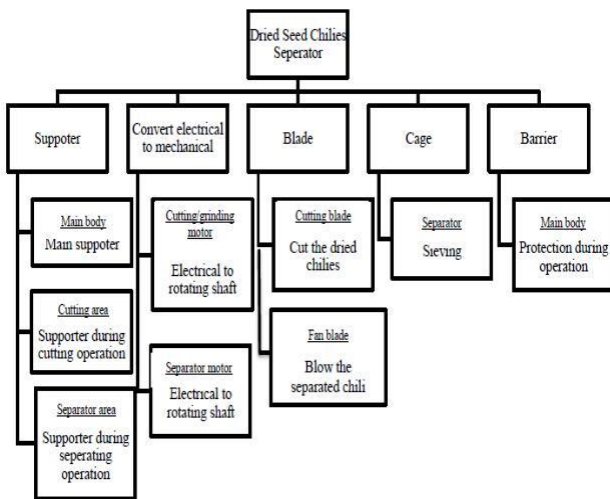 Dried Seed Chilies
Seperator
Suppoter
Convert electrical
to mechanical
Blade
Cage
Barrier
Main body
Main suppoter
Cutting area
Supporter during
cutting operation
Separator area
Supporter during
seperating
operation
Cutting/grinding
motor
Electrical to
rotating shaft
Separator motor
Electrical to
rotating shaft
Cutting blade
Cut the dried
chilies
Fan blade
Blow the
separated chili
Separator
Sieving
Main body
Protection during
operation